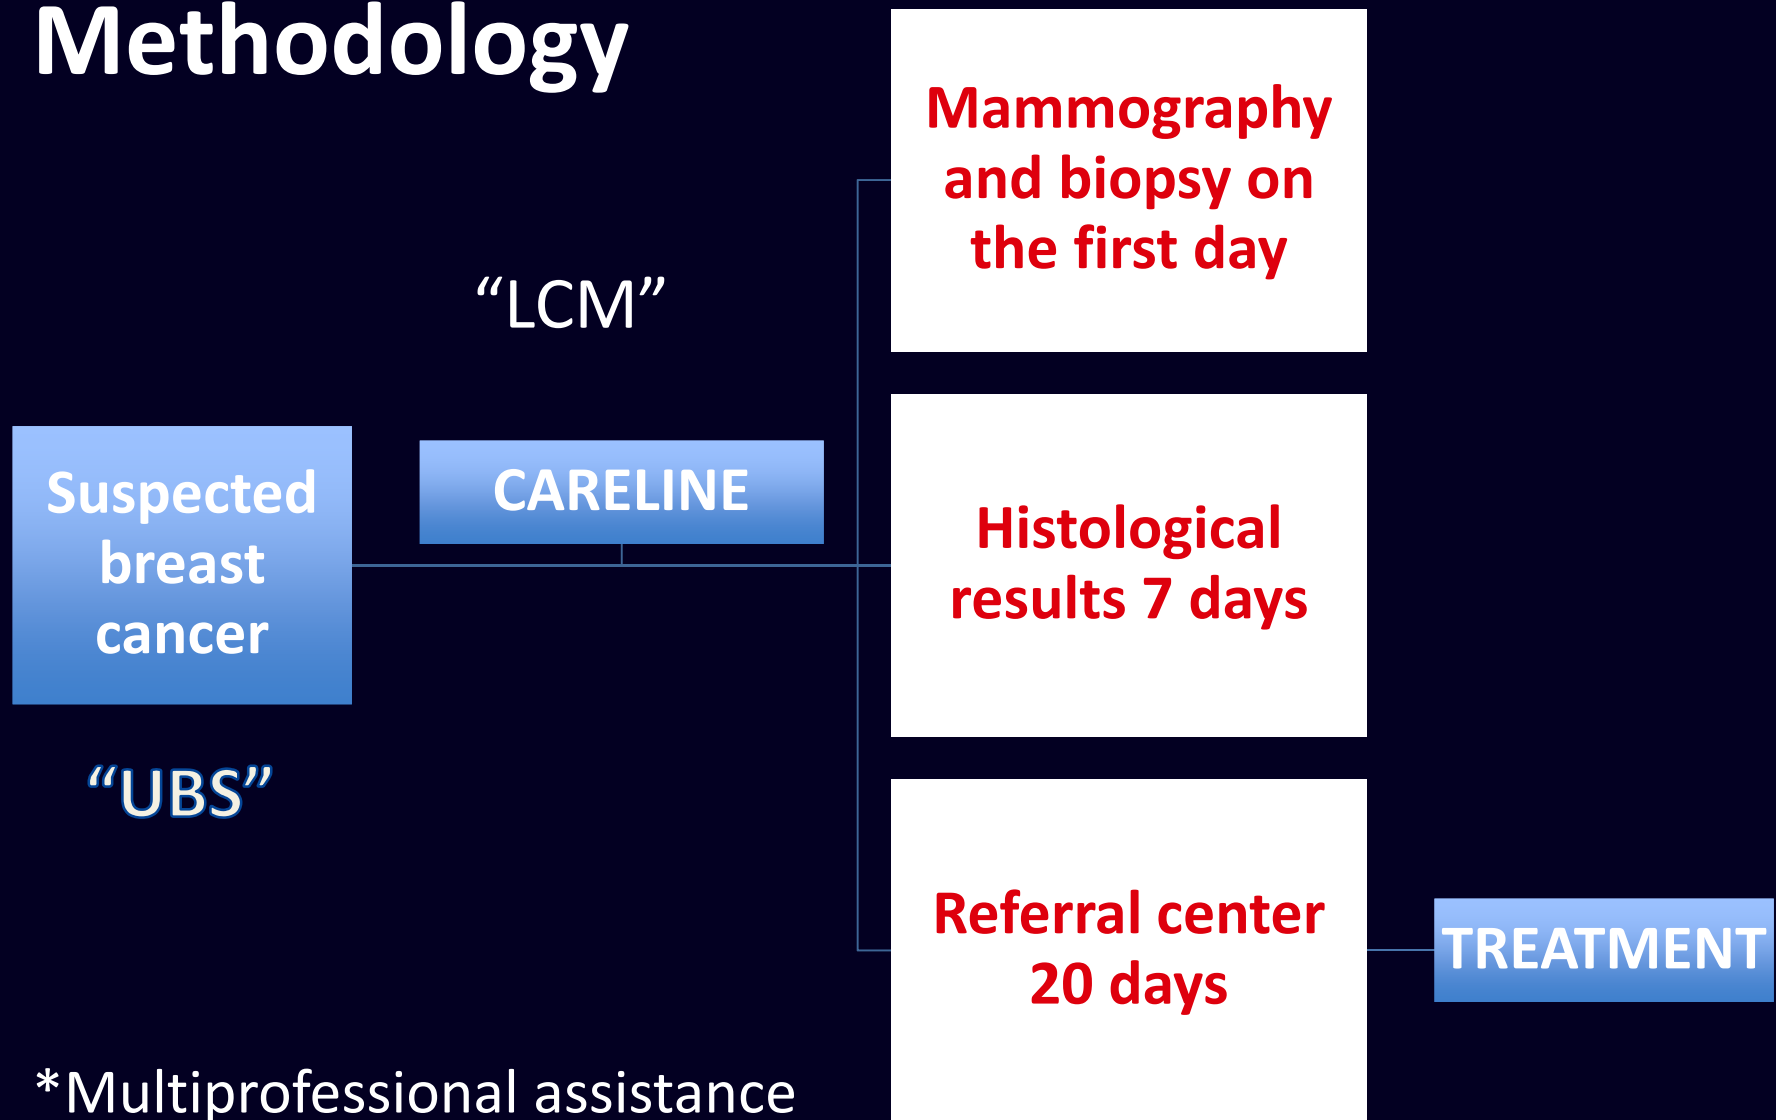 Methodology
Mammography
and biopsy on
the first day
“LCM”
Suspected
breast
cancer
CARELINE
Histological
results 7 days
“UBS”
Referral center
20 days
TREATMENT
*Multiprofessional assistance